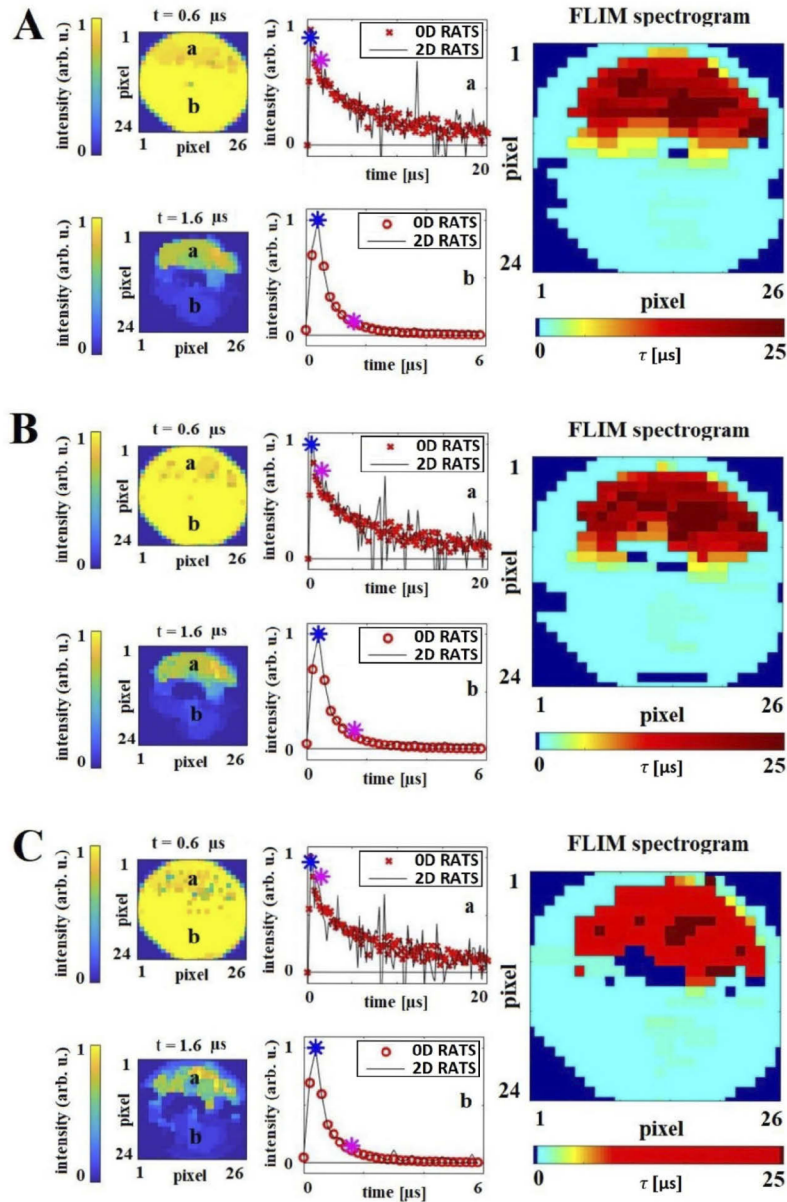 A
t = 0.6 μs
FLIM spectrogram
intensity (arb. u.)
1
0
pixel
1
24
a
b
1
26
pixel
intensity (arb. u.)
1
0
0D RATS
2D RATS
a
0
20
time [μs]
pixel
1
24
1
26
pixel
0
25
τ [μs]
t = 1.6 μs
intensity (arb. u.)
1
0
pixel
1
24
a
b
1
26
pixel
intensity (arb. u.)
1
0
0D RATS
2D RATS
b
0
6
time [μs]
B
t = 0.6 μs
FLIM spectrogram
intensity (arb. u.)
1
0
pixel
1
24
a
b
1
26
pixel
intensity (arb. u.)
1
0
0D RATS
2D RATS
a
0
20
time [μs]
pixel
1
24
1
26
pixel
0
25
τ [μs]
t = 1.6 μs
intensity (arb. u.)
1
0
pixel
1
24
a
b
1
26
pixel
intensity (arb. u.)
1
0
0D RATS
2D RATS
b
0
6
time [μs]
C
t = 0.6 μs
FLIM spectrogram
intensity (arb. u.)
1
0
pixel
1
24
a
b
1
26
pixel
intensity (arb. u.)
1
0
0D RATS
2D RATS
a
0
20
time [μs]
pixel
1
24
1
26
pixel
0
25
τ [μs]
t = 1.6 μs
intensity (arb. u.)
1
0
pixel
1
24
a
b
1
26
pixel
intensity (arb. u.)
1
0
0D RATS
2D RATS
b
0
6
time [μs]